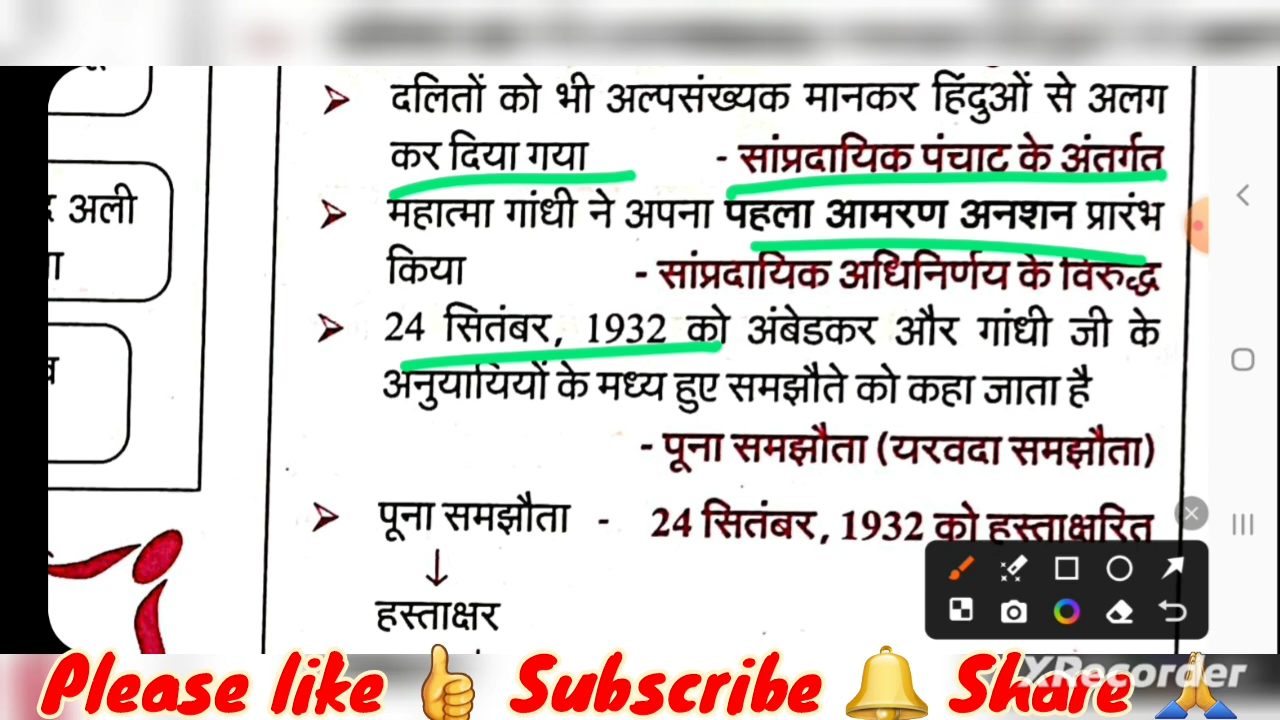 दलितों को भी अल्पसंख्यक मानकर हिंदुओं से अलग
कर दिया गया - सांप्रदायिक पंचाट के अंतर्गत
अली
महात्मा गांधी ने अपना पहला आमरण अनशन प्रारंभ
किया - सांप्रदायिक अधिनिर्णय के विरुद्ध
24 सितंबर, 1932 को अंबेडकर और गांधी जी के
अनुयायियों के मध्य हुए समझौते को कहा जाता है
- पूना समझौता (यरवदा समझौता)
पूना समझौता - 24 सितंबर, 1932 को हस्ताक्षरित
↓
हस्ताक्षर
Please like Subscribe Share
XRecorder